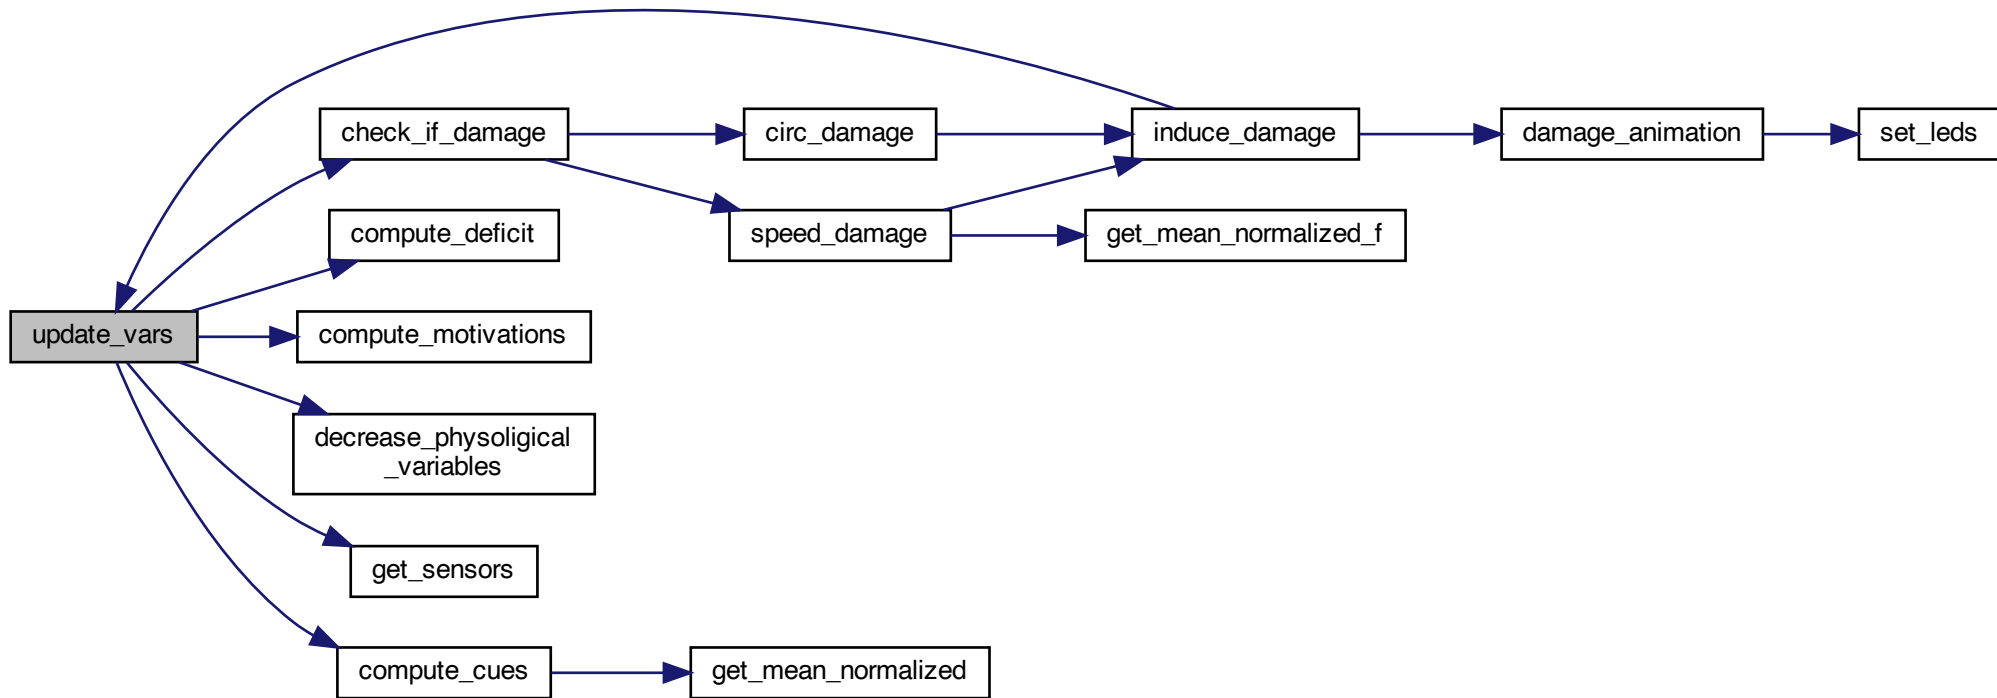 check_if_damage
circ_damage
induce_damage
damage_animation
set_leds
compute_deficit
speed_damage
get_mean_normalized_f
update_vars
compute_motivations
decrease_physoligical
_variables
get_sensors
compute_cues
get_mean_normalized